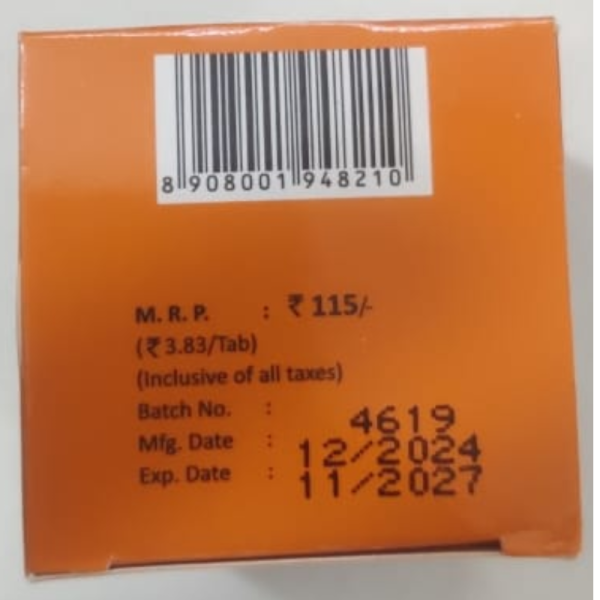 8 908001 948210
M. R. P. : ₹ 115/-
(₹ 3.83/Tab)
(Inclusive of all taxes)
Batch No. : 4619
Mfg. Date : 12/2024
Exp. Date : 11/2027